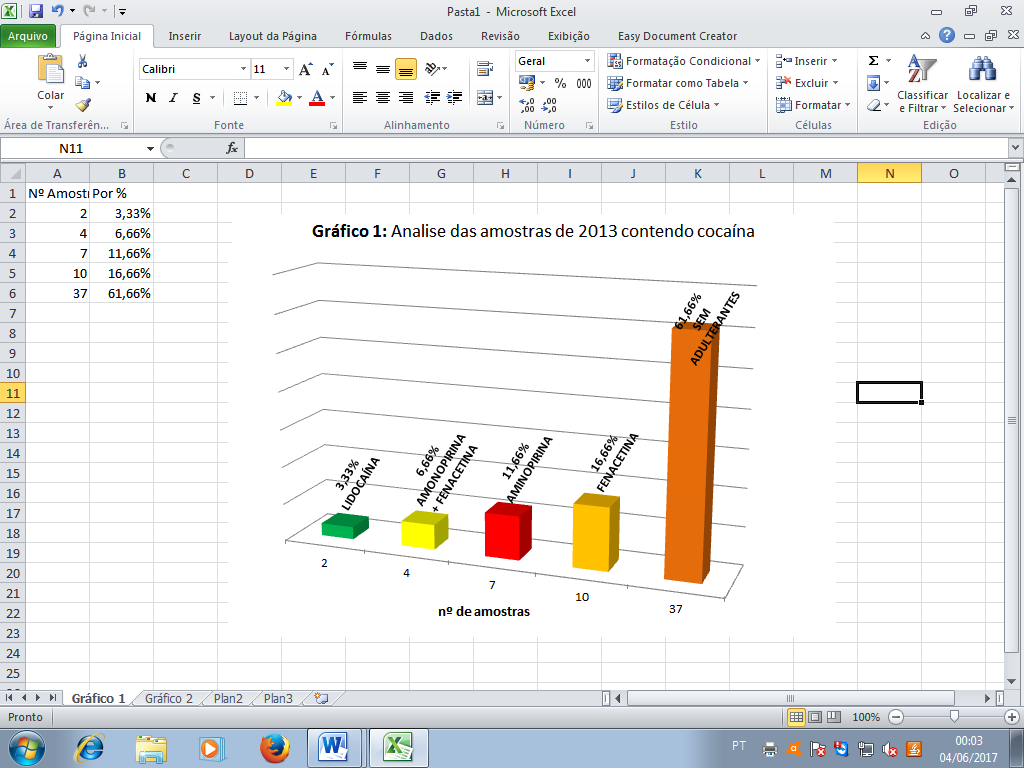 Pasta1 - Microsoft Excel
Arquivo Página Inicial Inserir Layout da Página Fórmulas Dados Revisão Exibição Easy Document Creator
Colar
Calibri 11
N I S
Geral
% 000
Formatação Condicional
Formatar como Tabela
Estilos de Célula
Inserir
Excluir
Formatar
Σ
Classificar e Filtrar
Localizar e Selecionar
Área de Transferên... Fonte Alinhamento Número Estilo Células Edição
N11 fx
A B C D E F G H I J K L M N O
1 Nº Amostr Por %
2 2 3,33%
3 4 6,66%
4 7 11,66%
5 10 16,66%
6 37 61,66%
7
8
9
10
11
12
13
14
15
16
17
18
19
20
21
22
23
24
25
Gráfico 1: Analise das amostras de 2013 contendo cocaína
3,33%
LIDOCAÍNA
6,66%
AMONOPIRINA
+ FENACETINA
11,66%
AMINOPIRINA
16,66%
FENACETINA
61,66%
SEM
ADULTERANTES
2 4 7 10 37
nº de amostras
Gráfico 1 Gráfico 2 Plan2 Plan3
Pronto 100%
PT 00:03
04/06/2017